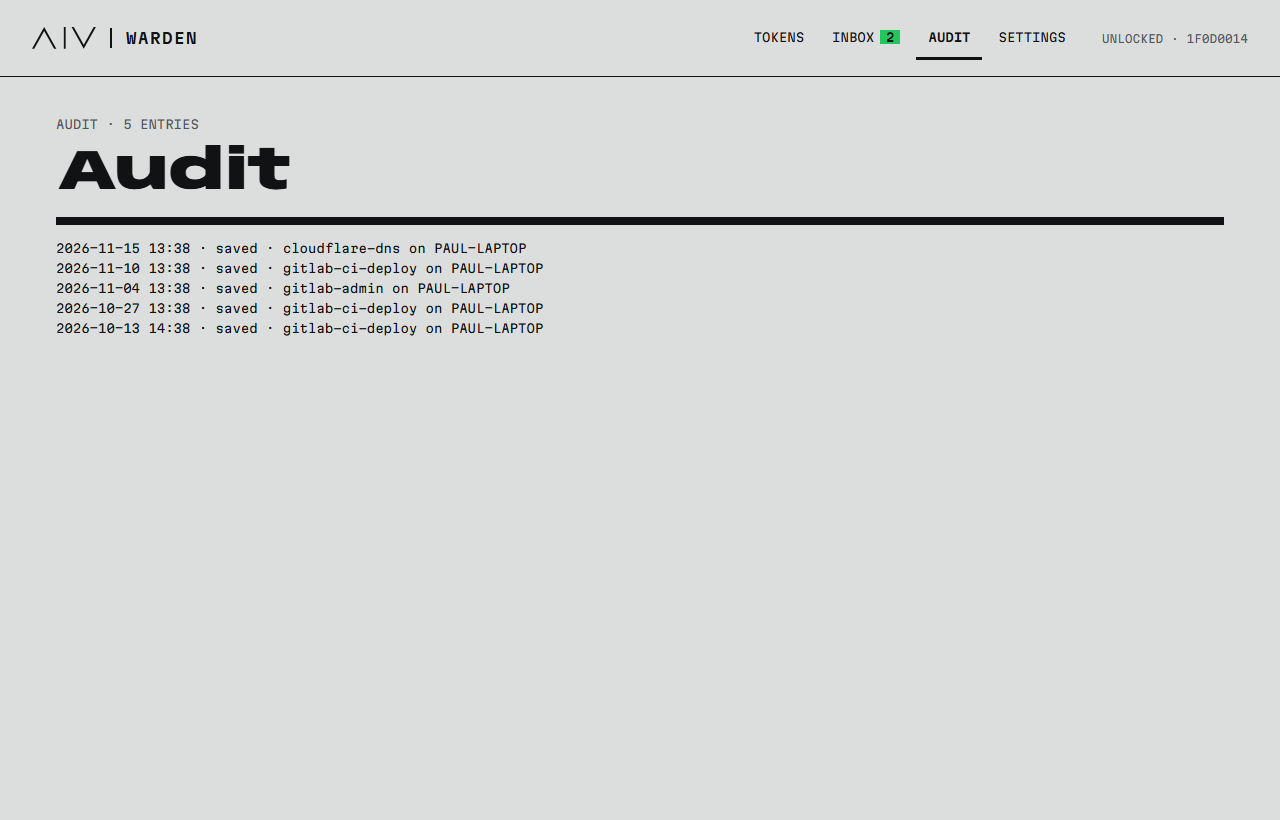 AIV | WARDEN
TOKENS INBOX 2 AUDIT SETTINGS UNLOCKED · 1F0D0014
AUDIT · 5 ENTRIES
Audit
2026-11-15 13:38 · saved · cloudflare-dns on PAUL-LAPTOP
2026-11-10 13:38 · saved · gitlab-ci-deploy on PAUL-LAPTOP
2026-11-04 13:38 · saved · gitlab-admin on PAUL-LAPTOP
2026-10-27 13:38 · saved · gitlab-ci-deploy on PAUL-LAPTOP
2026-10-13 14:38 · saved · gitlab-ci-deploy on PAUL-LAPTOP